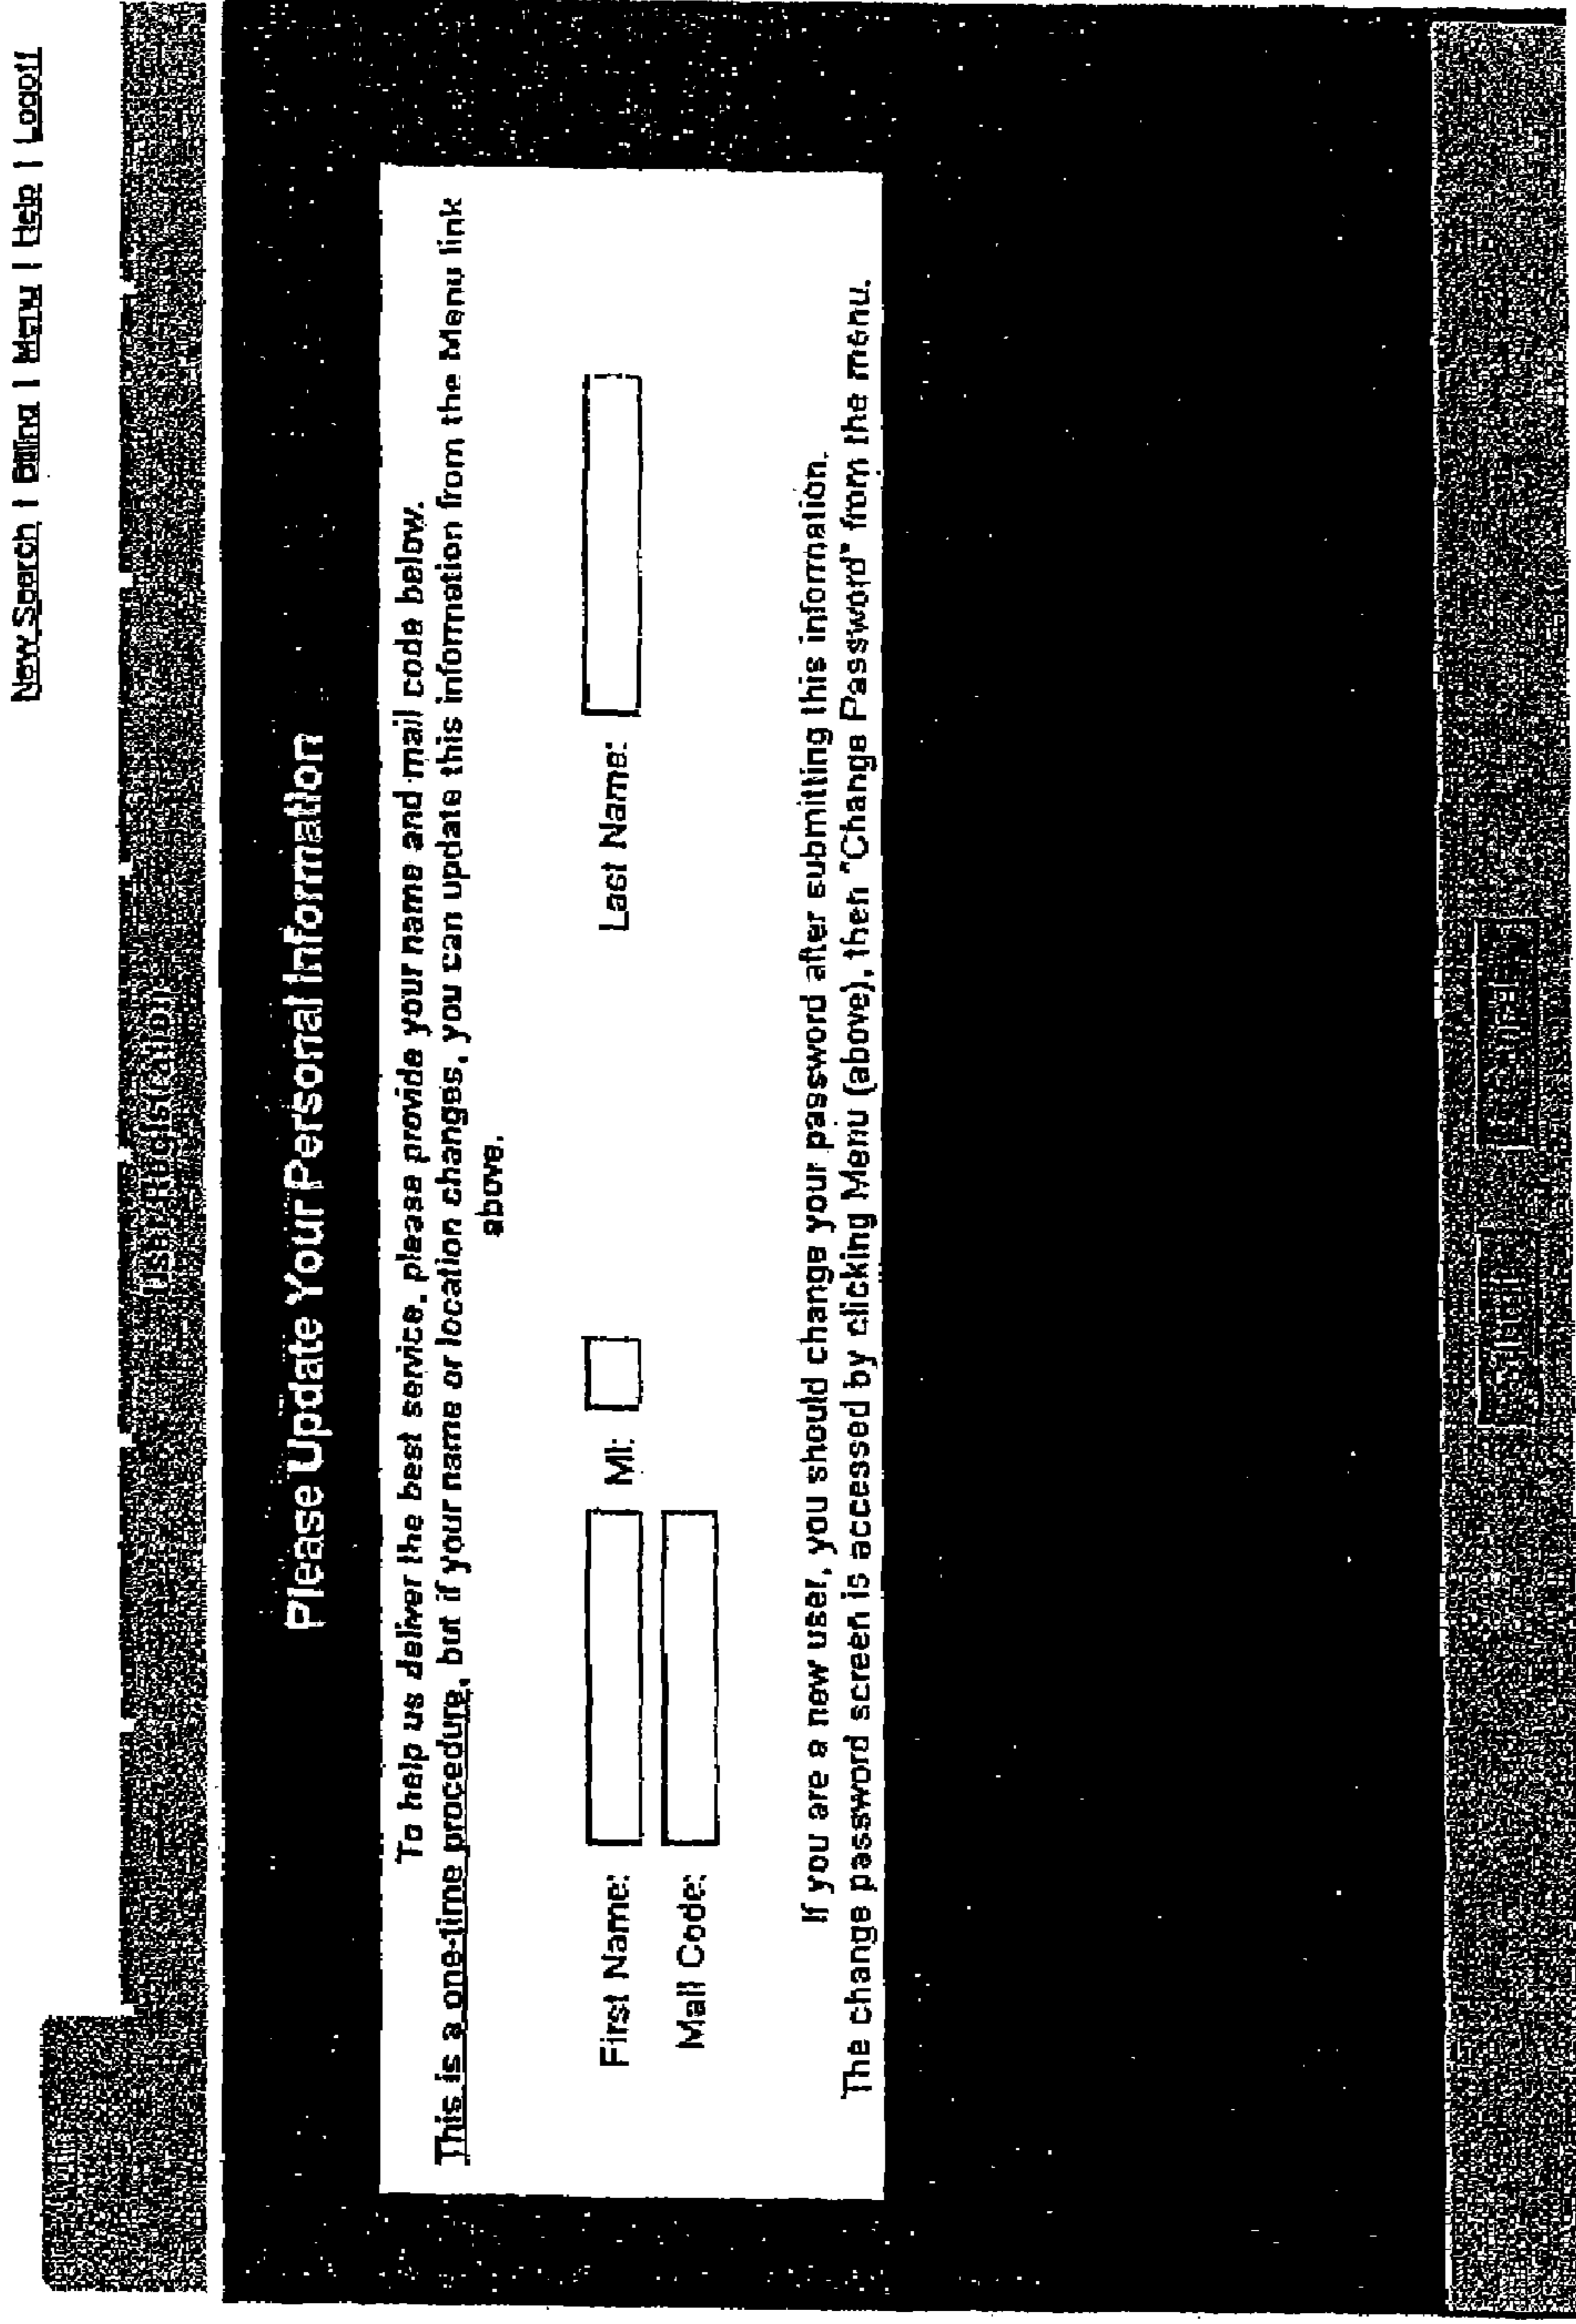 New Search | Billing | Menu | Help | Logoff
User Registration
Please Update Your Personal Information
To help us deliver the best service, please provide your name and mail code below.
This is a one-time procedure, but if your name or location changes, you can update this information from the Menu link
above.
First Name: MI: Last Name:
Mail Code:
If you are a new user, you should change your password after submitting this information.
The change password screen is accessed by clicking Menu (above), then "Change Password" from the menu.